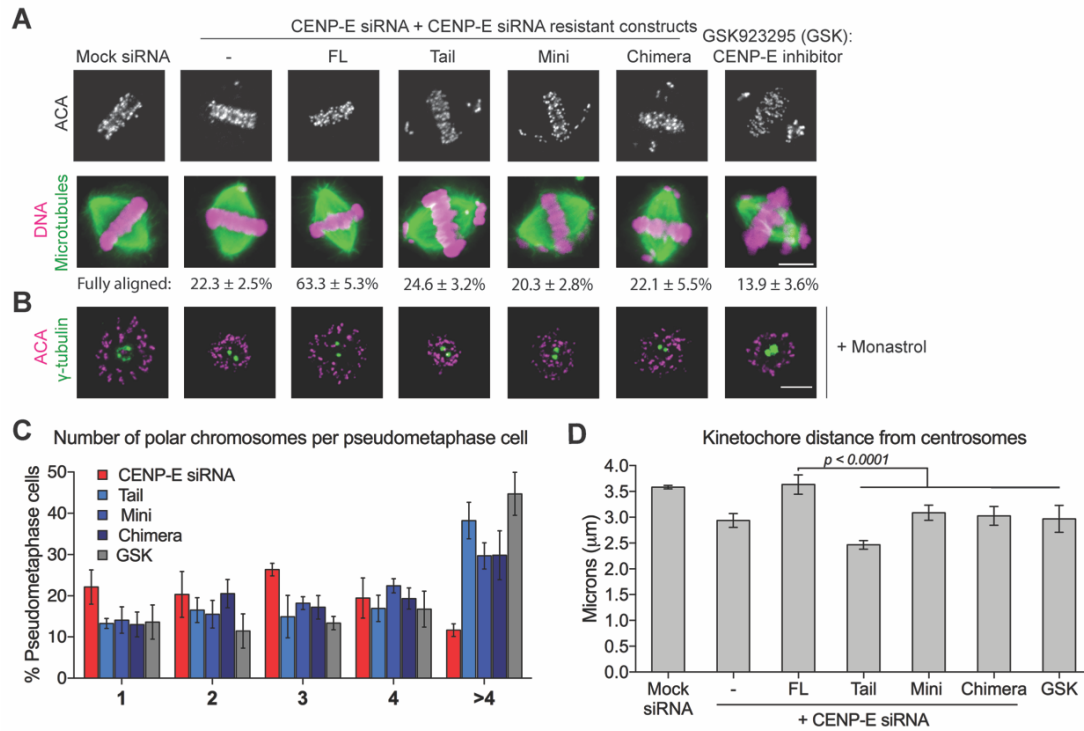 A
CENP-E siRNA + CENP-E siRNA resistant constructs
GSK923295 (GSK):
Mock siRNA - FL Tail Mini Chimera CENP-E inhibitor
ACA
DNA
Microtubules
Fully aligned: 22.3 ± 2.5% 63.3 ± 5.3% 24.6 ± 3.2% 20.3 ± 2.8% 22.1 ± 5.5% 13.9 ± 3.6%
B
ACA
γ-tubulin
+ Monastrol
C Number of polar chromosomes per pseudometaphase cell
% Pseudometaphase cells
50
40
30
20
10
0
CENP-E siRNA
Tail
Mini
Chimera
GSK
1 2 3 4 >4
D Kinetochore distance from centrosomes
p < 0.0001
Microns (μm)
4.0
3.5
3.0
2.5
2.0
1.5
1.0
0.5
0.0
Mock
siRNA
- FL Tail Mini Chimera GSK
+ CENP-E siRNA